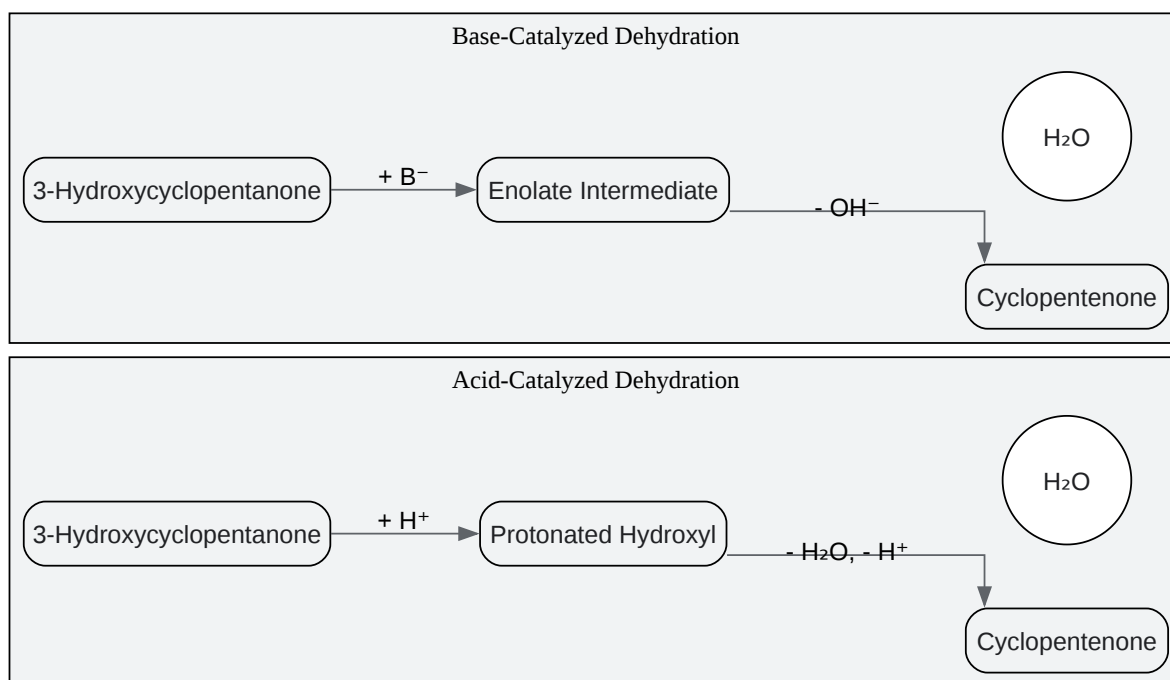 Base-Catalyzed Dehydration
H₂O
3-Hydroxycyclopentanone
+ B⁻
Enolate Intermediate
- OH⁻
Cyclopentenone
Acid-Catalyzed Dehydration
H₂O
3-Hydroxycyclopentanone
+ H⁺
Protonated Hydroxyl
- H₂O, - H⁺
Cyclopentenone